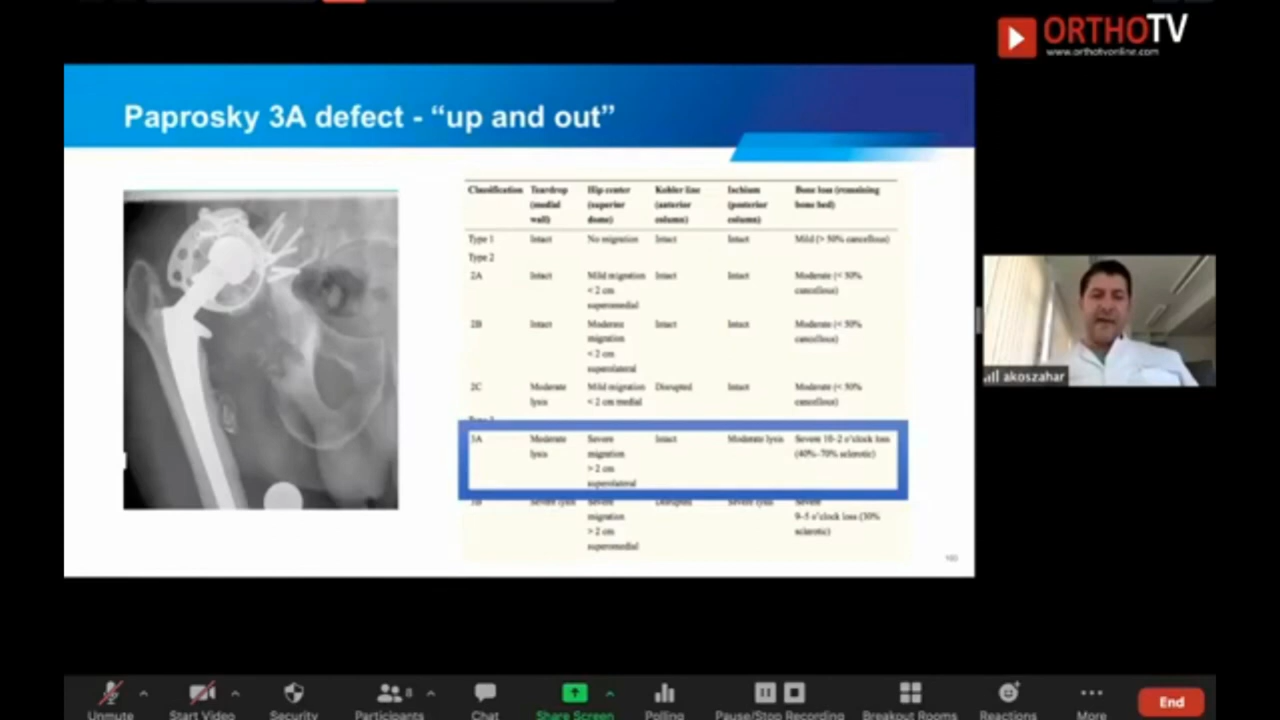 ORTHOTV
www.orthotvonline.com
Paprosky 3A defect - “up and out”
Classification Teardrop (medial wall) Hip center (superior dome) Kohler line (anterior column) Ischium (posterior column) Bone loss (remaining bone bed)
Type 1 Intact No migration Intact Intact Mild (> 50% cancellous)
Type 2
2A Intact Mild migration < 2 cm superomedial Intact Intact Moderate (< 50% cancellous)
2B Intact Moderate migration < 2 cm superolateral Intact Intact Moderate (< 50% cancellous)
2C Moderate lysis Mild migration < 2 cm medial Disrupted Intact Moderate (< 50% cancellous)
3A Moderate lysis Severe migration > 2 cm superolateral Intact Moderate lysis Severe 10-2 o'clock loss (40%-70% sclerotic)
3B Severe lysis Severe migration > 2 cm superomedial Disrupted Severe lysis Severe 9-5 o'clock loss (30% sclerotic)
akoszahar
Unmute
Start Video
Security
8
Participants
Chat
Share Screen
Polling
Pause/Stop Recording
Breakout Rooms
Reactions
More
End